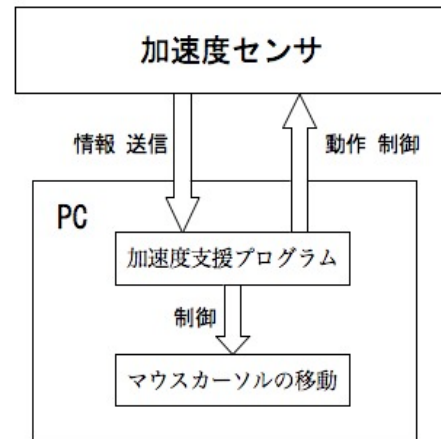 加速度センサ
情報 送信
動作 制御
PC
加速度支援プログラム
制御
マウスカーソルの移動